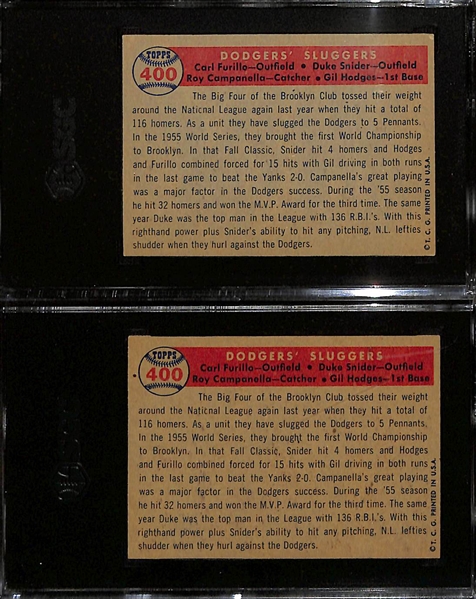 TOPPS
400
DODGERS' SLUGGERS
Carl Furillo—Outfield • Duke Snider—Outfield
Roy Campanella—Catcher • Gil Hodges—1st Base
The Big Four of the Brooklyn Club tossed their weight
around the National League again last year when they hit a total of
116 homers. As a unit they have slugged the Dodgers to 5 Pennants.
In the 1955 World Series, they brought the first World Championship
to Brooklyn. In that Fall Classic, Snider hit 4 homers and Hodges
and Furillo combined forced for 15 hits with Gil driving in both runs
in the last game to beat the Yanks 2-0. Campanella's great playing
was a major factor in the Dodgers success. During the '55 season
he hit 32 homers and won the M.V.P. Award for the third time. The same
year Duke was the top man in the League with 136 R.B.I.'s. With this
righthand power plus Snider's ability to hit any pitching, N.L. lefties
shudder when they hurl against the Dodgers.
© T. C. G. PRINTED IN U.S.A.
TOPPS
400
DODGERS' SLUGGERS
Carl Furillo—Outfield • Duke Snider—Outfield
Roy Campanella—Catcher • Gil Hodges—1st Base
The Big Four of the Brooklyn Club tossed their weight
around the National League again last year when they hit a total of
116 homers. As a unit they have slugged the Dodgers to 5 Pennants.
In the 1955 World Series, they brought the first World Championship
to Brooklyn. In that Fall Classic, Snider hit 4 homers and Hodges
and Furillo combined forced for 15 hits with Gil driving in both runs
in the last game to beat the Yanks 2-0. Campanella's great playing
was a major factor in the Dodgers success. During the '55 season
he hit 32 homers and won the M.V.P. Award for the third time. The same
year Duke was the top man in the League with 136 R.B.I.'s. With this
righthand power plus Snider's ability to hit any pitching, N.L. lefties
shudder when they hurl against the Dodgers.
© T. C. G. PRINTED IN U.S.A.